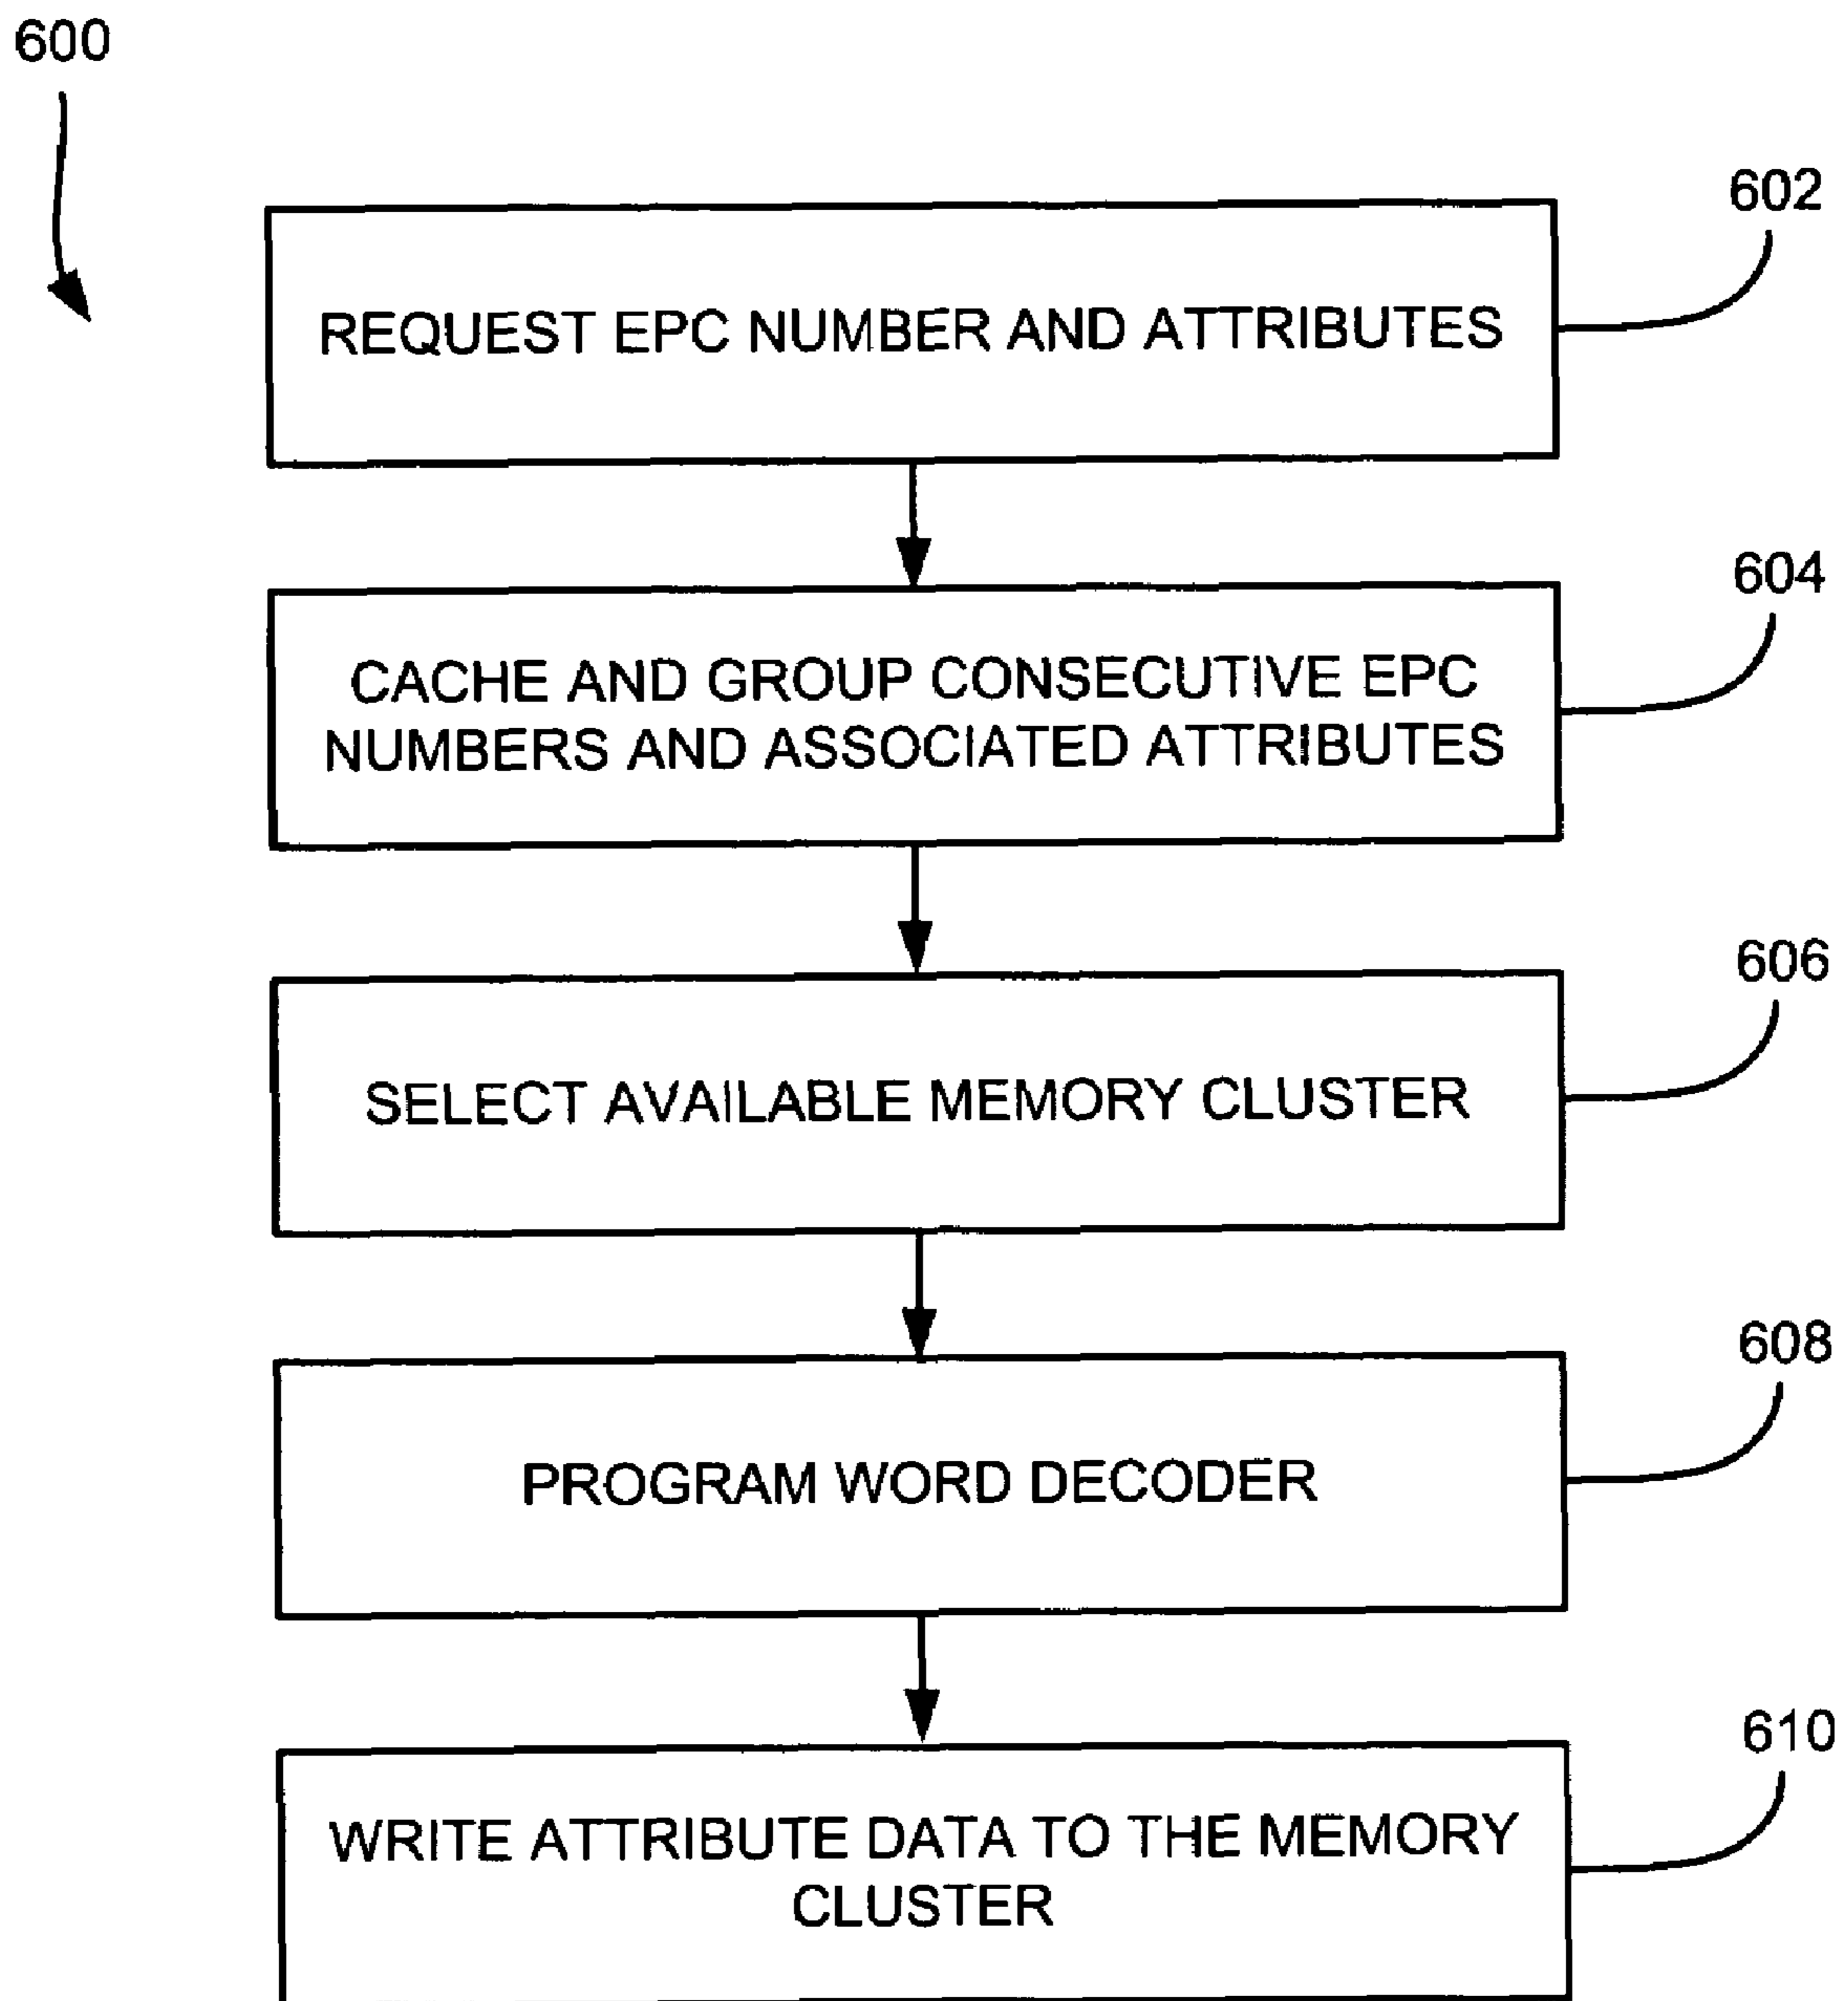 600
602
REQUEST EPC NUMBER AND ATTRIBUTES
604
CACHE AND GROUP CONSECUTIVE EPC
NUMBERS AND ASSOCIATED ATTRIBUTES
606
SELECT AVAILABLE MEMORY CLUSTER
608
PROGRAM WORD DECODER
610
WRITE ATTRIBUTE DATA TO THE MEMORY
CLUSTER